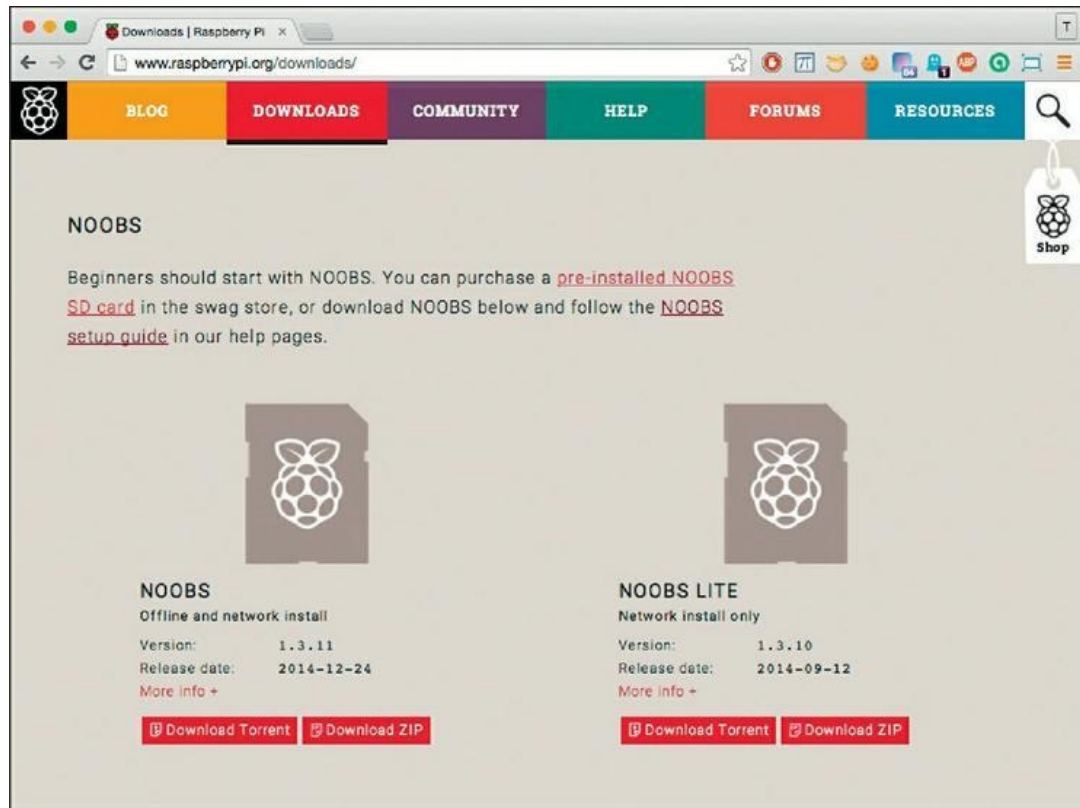 Downloads | Raspberry Pi
T
www.raspberrypi.org/downloads/
ABP
BLOG DOWNLOADS COMMUNITY HELP FORUMS RESOURCES
Shop
NOOBS
Beginners should start with NOOBS. You can purchase a pre-installed NOOBS
SD card in the swag store, or download NOOBS below and follow the NOOBS
setup guide in our help pages.
NOOBS
Offline and network install
Version: 1.3.11
Release date: 2014-12-24
More info +
Download Torrent Download ZIP
NOOBS LITE
Network install only
Version: 1.3.10
Release date: 2014-09-12
More info +
Download Torrent Download ZIP